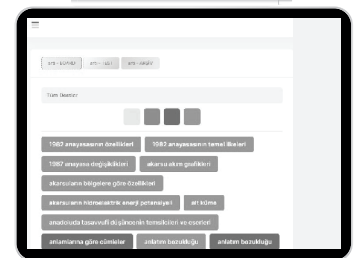 Tüm Dersler
1982 anayasasının özellikleri 1982 anayasasının temel ilkeleri
1987 anayasa değişiklikleri akarsu akım grafikleri
akarsuların bölgelere göre özellikleri
akarsuların hidroelektrik enerji potansiyeli alt küme
anadoluda tasavvufi düşüncenin temsilcileri ve eserleri
anlamlarına göre cümleler anlatım bozukluğu anlatım bozukluğu